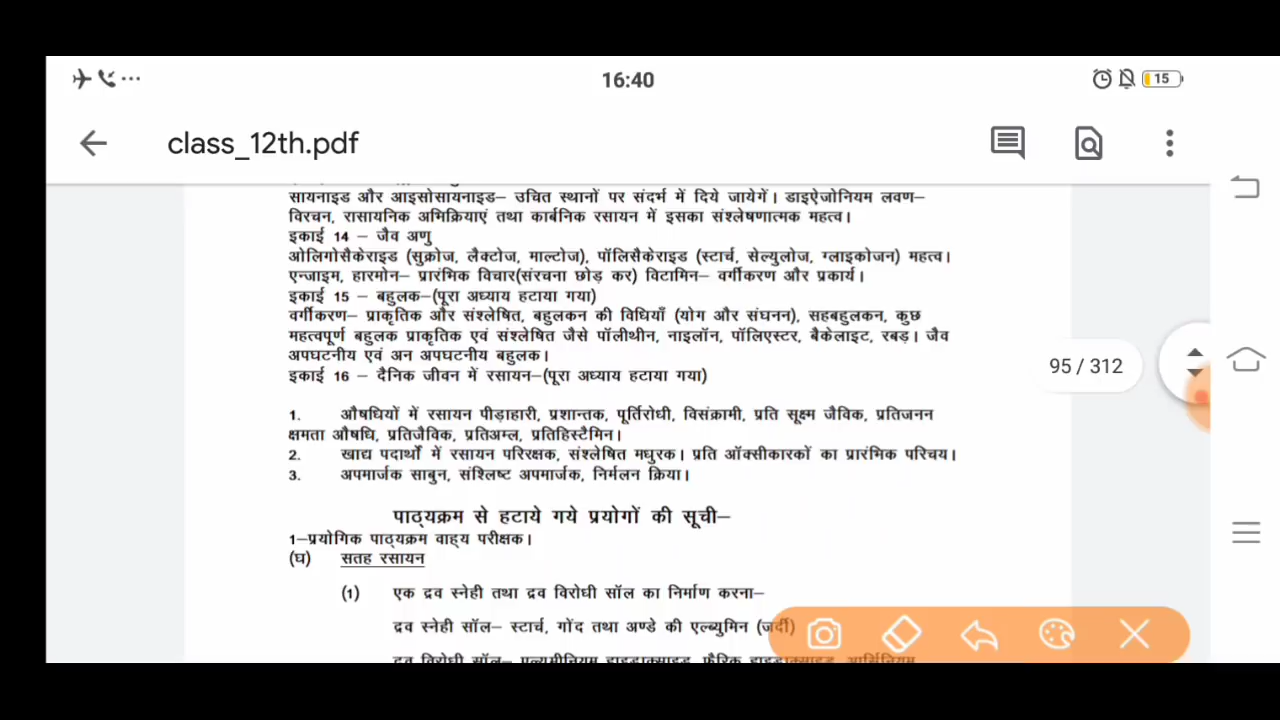 16:40
15
class_12th.pdf
सायनाइड और आइसोसायनाइड– उचित स्थानों पर संदर्भ में दिये जायेगें। डाइऐजोनियम लवण–
विरचन, रासायनिक अभिक्रियाएं तथा कार्बनिक रसायन में इसका संश्लेषणात्मक महत्व।
इकाई 14 – जैव अणु
ओलिगोसैकेराइड (सुक्रोज, लैक्टोज, माल्टोज), पॉलिसैकेराइड (स्टार्च, सेल्युलोज, ग्लाइकोजन) महत्व।
एन्जाइम, हारमोन– प्रारंभिक विचार(संरचना छोड़ कर) विटामिन– वर्गीकरण और प्रकार्य।
इकाई 15 – बहुलक–(पूरा अध्याय हटाया गया)
वर्गीकरण– प्राकृतिक और संश्लेषित, बहुलकन की विधियाँ (योग और संघनन), सहबहुलकन, कुछ
महत्वपूर्ण बहुलक प्राकृतिक एवं संश्लेषित जैसे पॉलीथीन, नाइलॉन, पॉलिएस्टर, बैकेलाइट, रबड़। जैव
अपघटनीय एवं अन अपघटनीय बहुलक।
95 / 312
इकाई 16 – दैनिक जीवन में रसायन–(पूरा अध्याय हटाया गया)
1. औषधियों में रसायन पीड़ाहारी, प्रशान्तक, पूर्तिरोधी, विसंक्रामी, प्रति सूक्ष्म जैविक, प्रतिजनन
क्षमता औषधि, प्रतिजैविक, प्रतिअम्ल, प्रतिहिस्टैमिन।
2. खाद्य पदार्थों में रसायन परिरक्षक, संश्लेषित मधुरक। प्रति ऑक्सीकारकों का प्रारंभिक परिचय।
3. अपमार्जक साबुन, संश्लिष्ट अपमार्जक, निर्मलन क्रिया।
पाठ्यक्रम से हटाये गये प्रयोगों की सूची–
1–प्रयोगिक पाठ्यक्रम वाह्य परीक्षक।
(घ) सतह रसायन
(1) एक द्रव स्नेही तथा द्रव विरोधी सॉल का निर्माण करना–
द्रव स्नेही सॉल– स्टार्च, गोंद तथा अण्डे की एल्ब्युमिन (जर्दी)